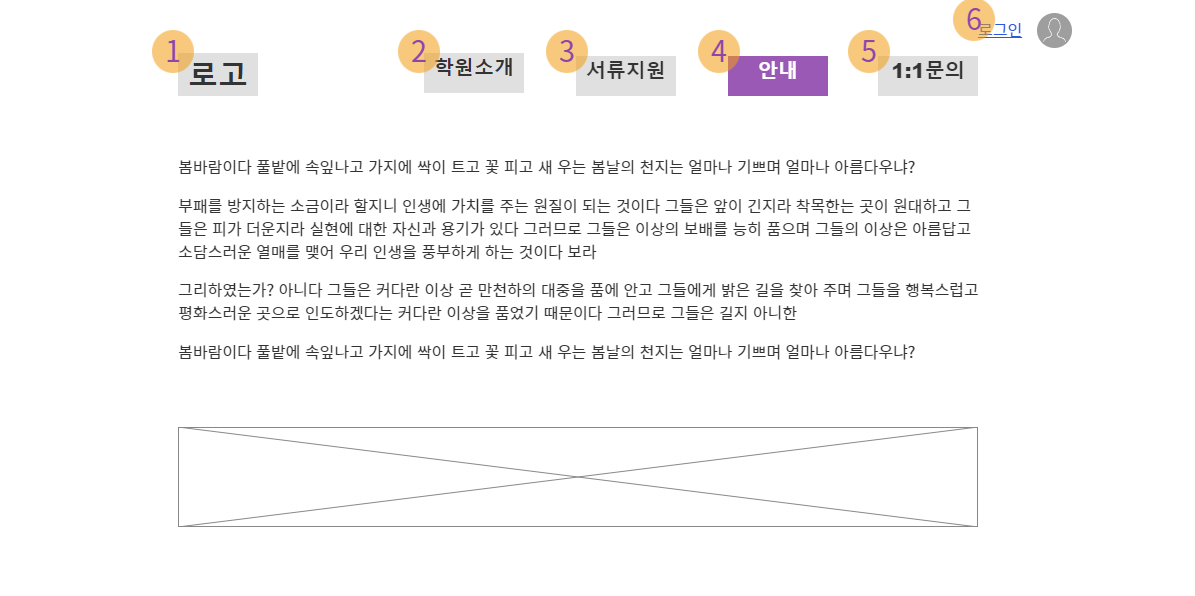 6
로그인
1
로고
2
학원소개
3
서류지원
4
안내
5
1:1문의
봄바람이다 풀밭에 속잎나고 가지에 싹이 트고 꽃 피고 새 우는 봄날의 천지는 얼마나 기쁘며 얼마나 아름다우냐?
부패를 방지하는 소금이라 할지니 인생에 가치를 주는 원질이 되는 것이다 그들은 앞이 긴지라 착목한는 곳이 원대하고 그
들은 피가 더운지라 실현에 대한 자신과 용기가 있다 그러므로 그들은 이상의 보배를 능히 품으며 그들의 이상은 아름답고
소담스러운 열매를 맺어 우리 인생을 풍부하게 하는 것이다 보라
그리하였는가? 아니다 그들은 커다란 이상 곧 만천하의 대중을 품에 안고 그들에게 밝은 길을 찾아 주며 그들을 행복스럽고
평화스러운 곳으로 인도하겠다는 커다란 이상을 품었기 때문이다 그러므로 그들은 길지 아니한
봄바람이다 풀밭에 속잎나고 가지에 싹이 트고 꽃 피고 새 우는 봄날의 천지는 얼마나 기쁘며 얼마나 아름다우냐?